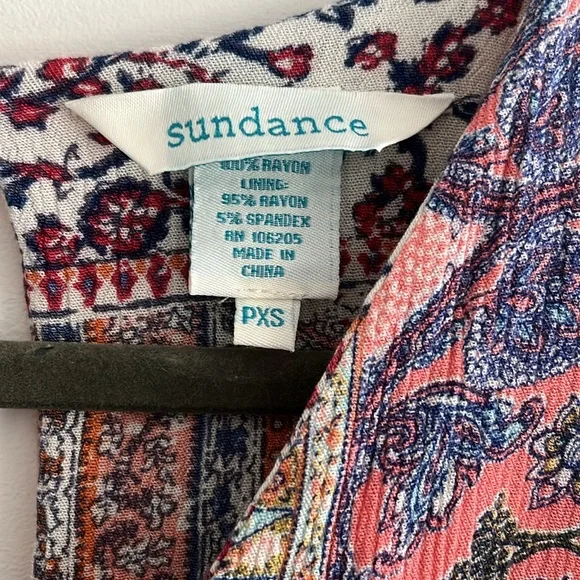 sundance
100% RAYON
LINING:
95% RAYON
5% SPANDEX
RN 106205
MADE IN
CHINA
PXS